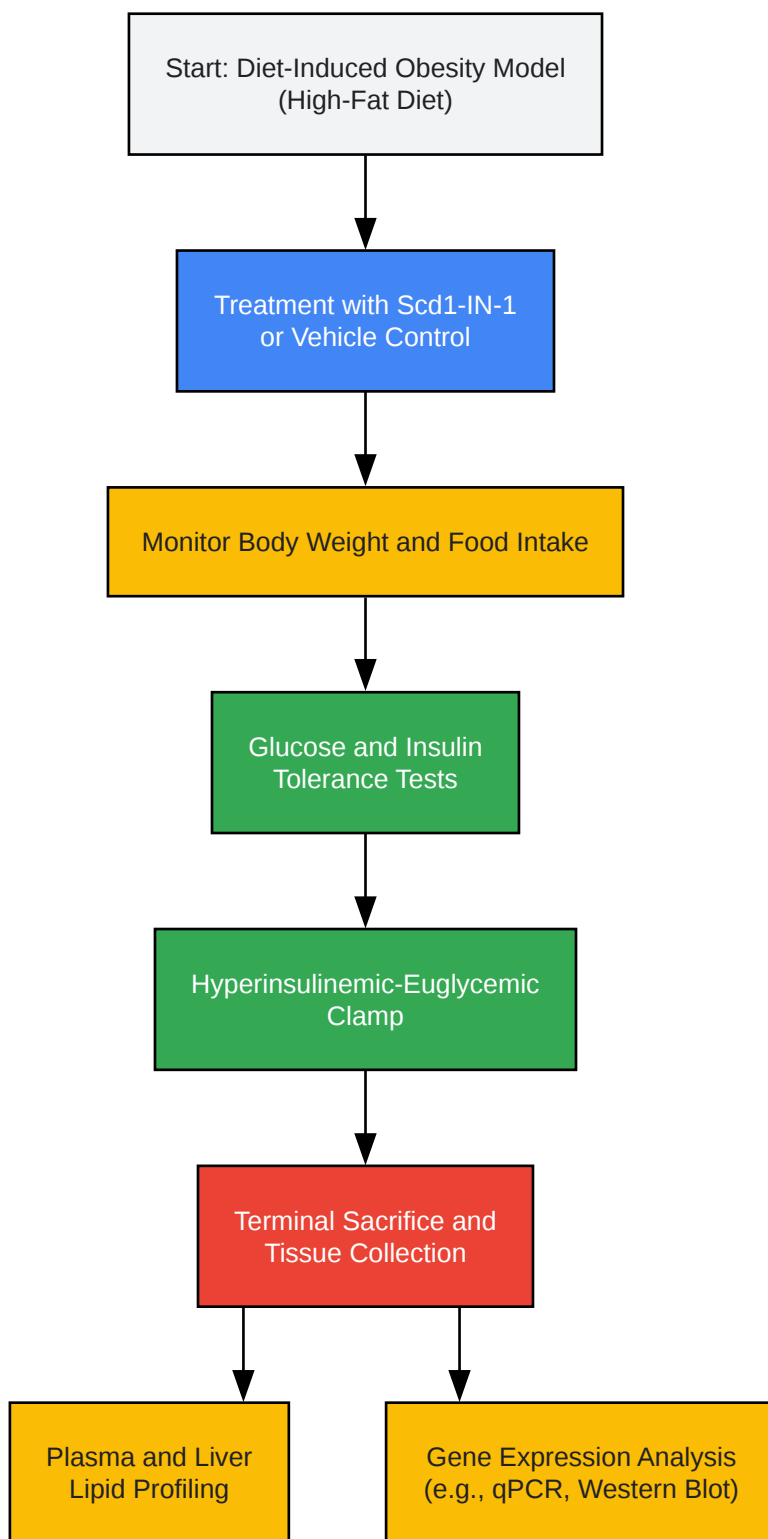 Start: Diet-Induced Obesity Model
(High-Fat Diet)
Treatment with Scd1-IN-1
or Vehicle Control
Monitor Body Weight and Food Intake
Glucose and Insulin
Tolerance Tests
Hyperinsulinemic-Euglycemic
Clamp
Terminal Sacrifice and
Tissue Collection
Plasma and Liver
Lipid Profiling
Gene Expression Analysis
(e.g., qPCR, Western Blot)